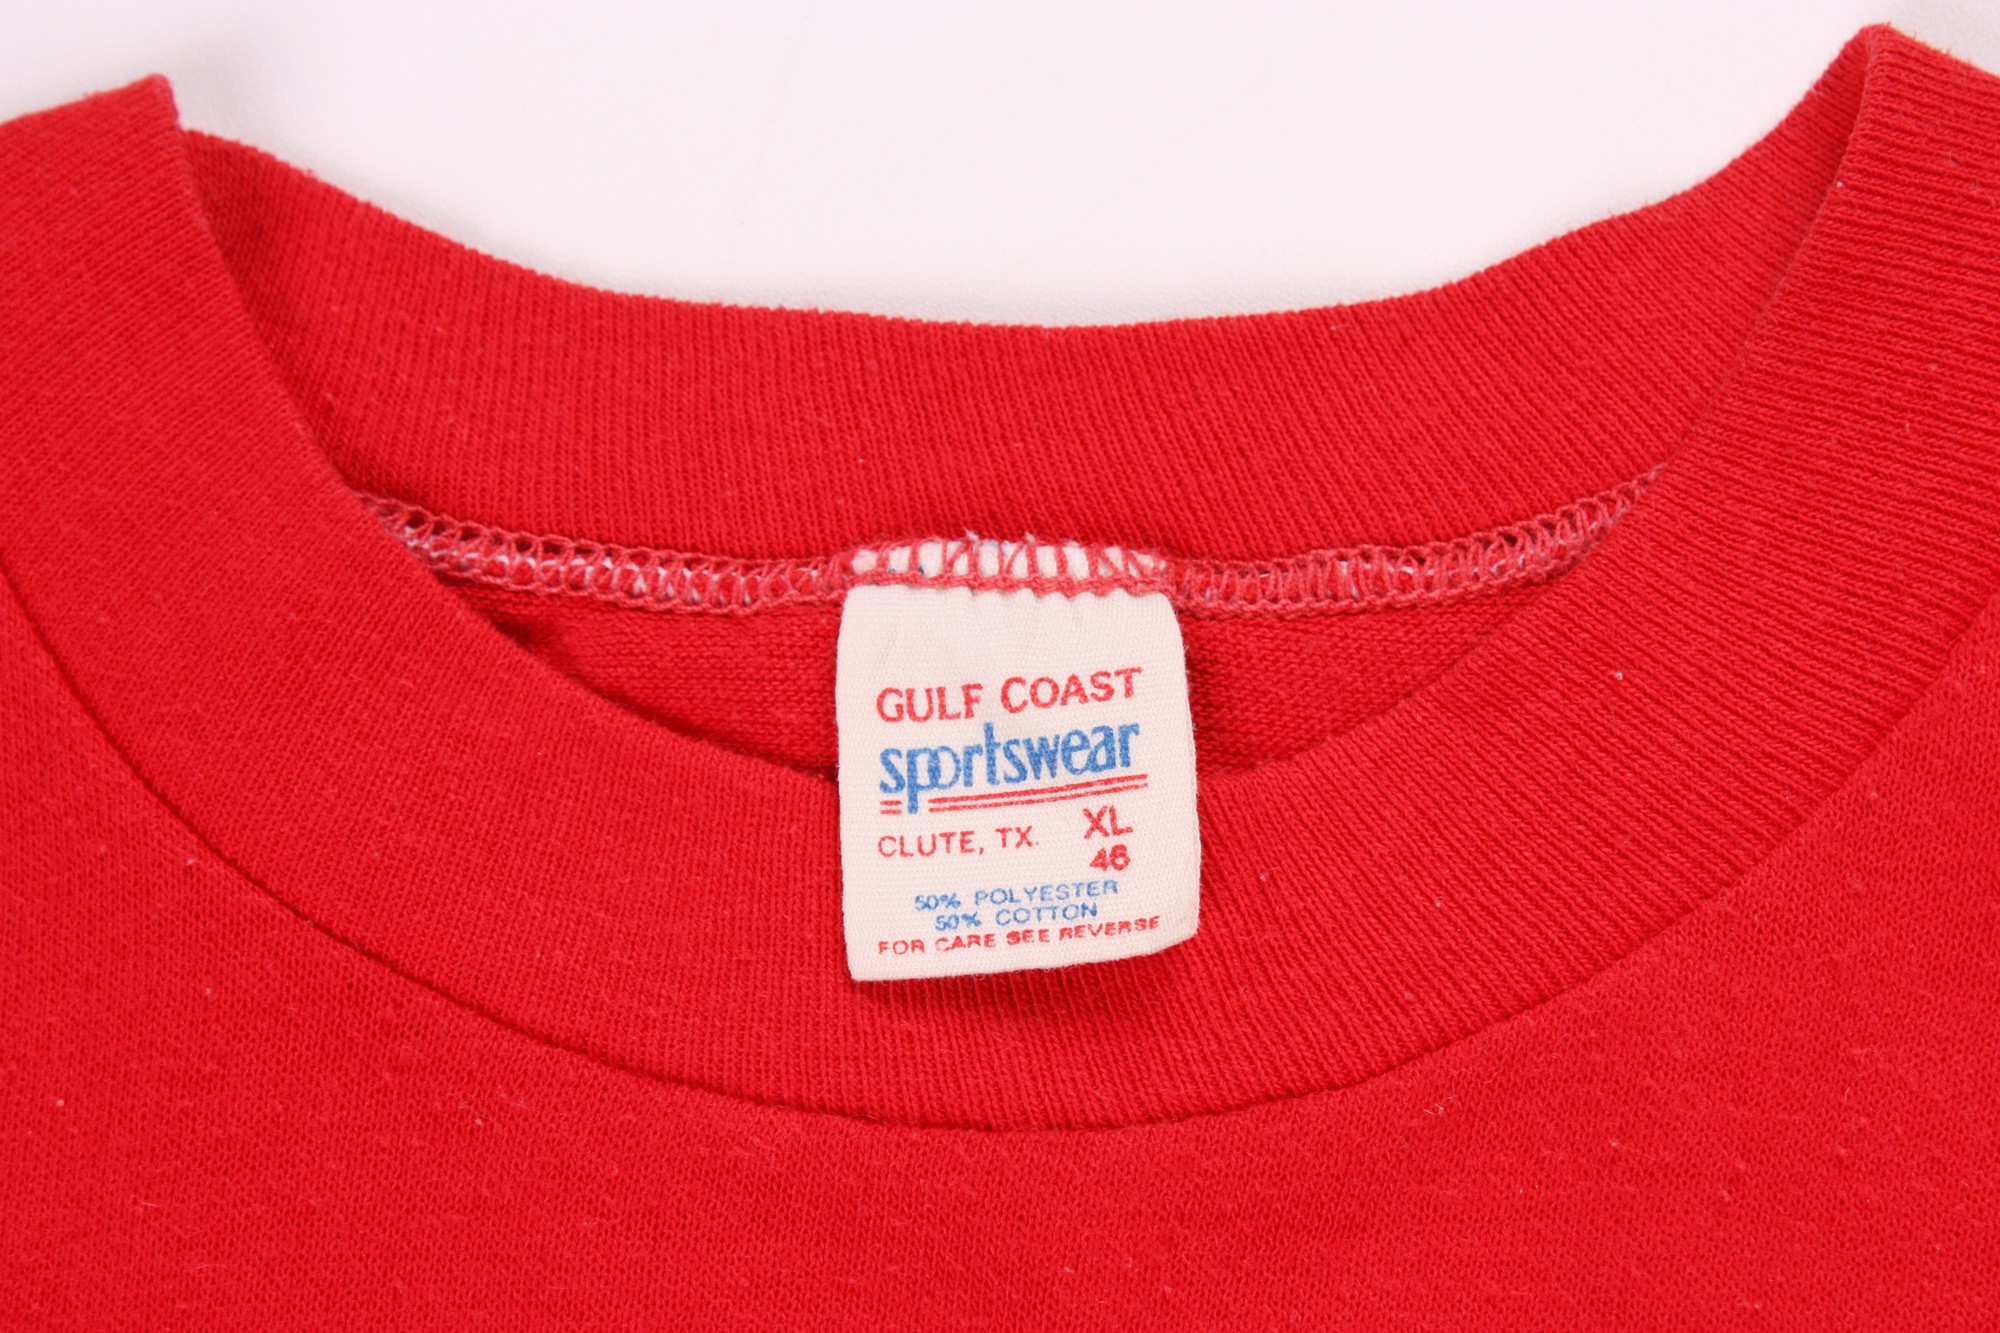 GULF COAST
sportswear
CLUTE, TX. XL
46
50% POLYESTER
50% COTTON
FOR CARE SEE REVERSE